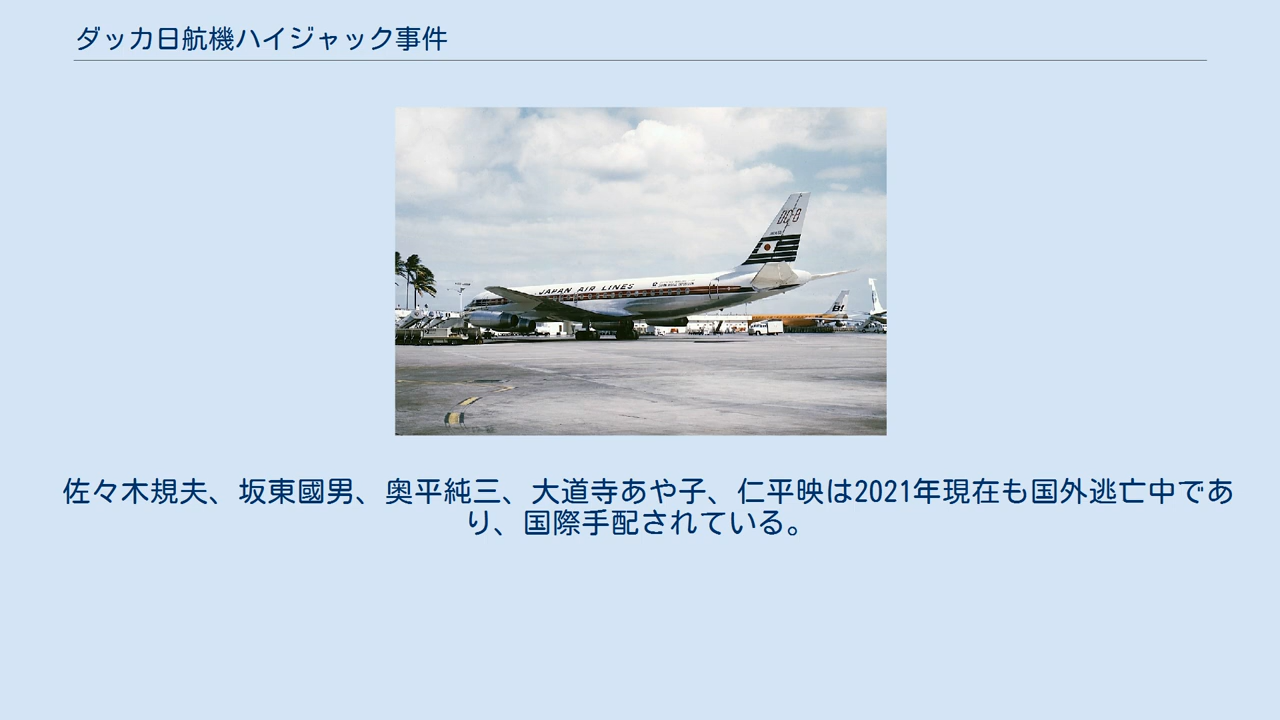 ダッカ日航機ハイジャック事件
JAPAN AIR LINES
佐々木規夫、坂東國男、奥平純三、大道寺あや子、仁平映は2021年現在も国外逃亡中であ
り、国際手配されている。